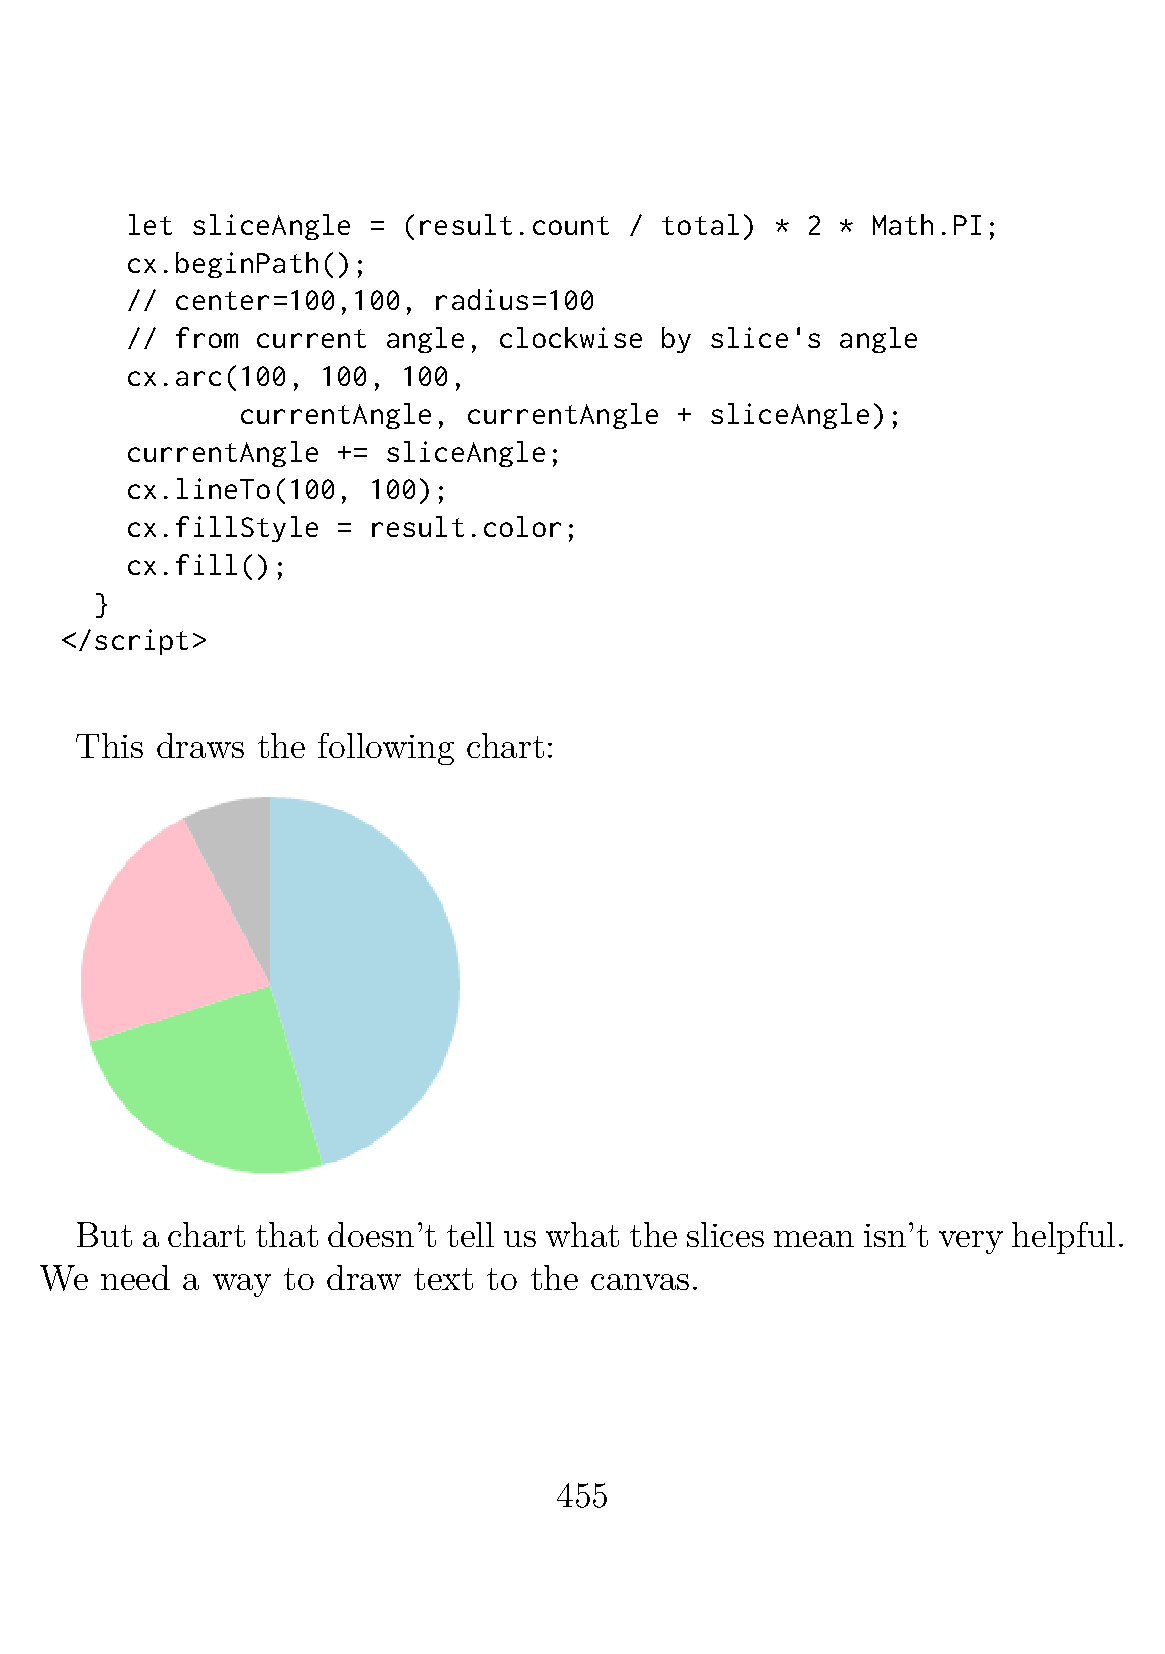 let sliceAngle = (result.count / total) * 2 * Math.PI;
cx.beginPath();
// center=100,100, radius=100
// from current angle, clockwise by slice's angle
cx.arc(100, 100, 100,
currentAngle, currentAngle + sliceAngle);
currentAngle += sliceAngle;
cx.lineTo(100, 100);
cx.fillStyle = result.color;
cx.fill();
}
</script>
This draws the following chart:
But a chart that doesn’t tell us what the slices mean isn’t very helpful.
We need a way to draw text to the canvas.
455